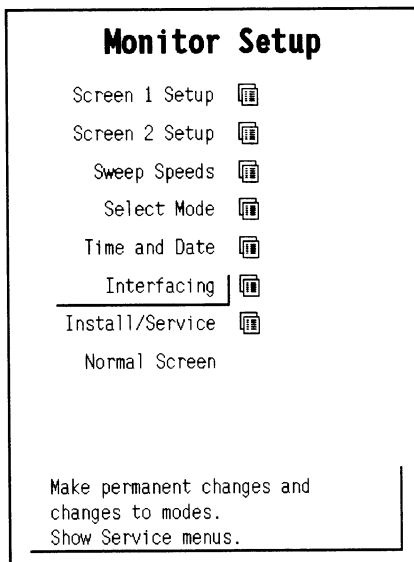 Monitor Setup
Screen 1 Setup
Screen 2 Setup
Sweep Speeds
Select Mode
Time and Date
Interfacing
Install/Service
Normal Screen
Make permanent changes and
changes to modes.
Show Service menus.